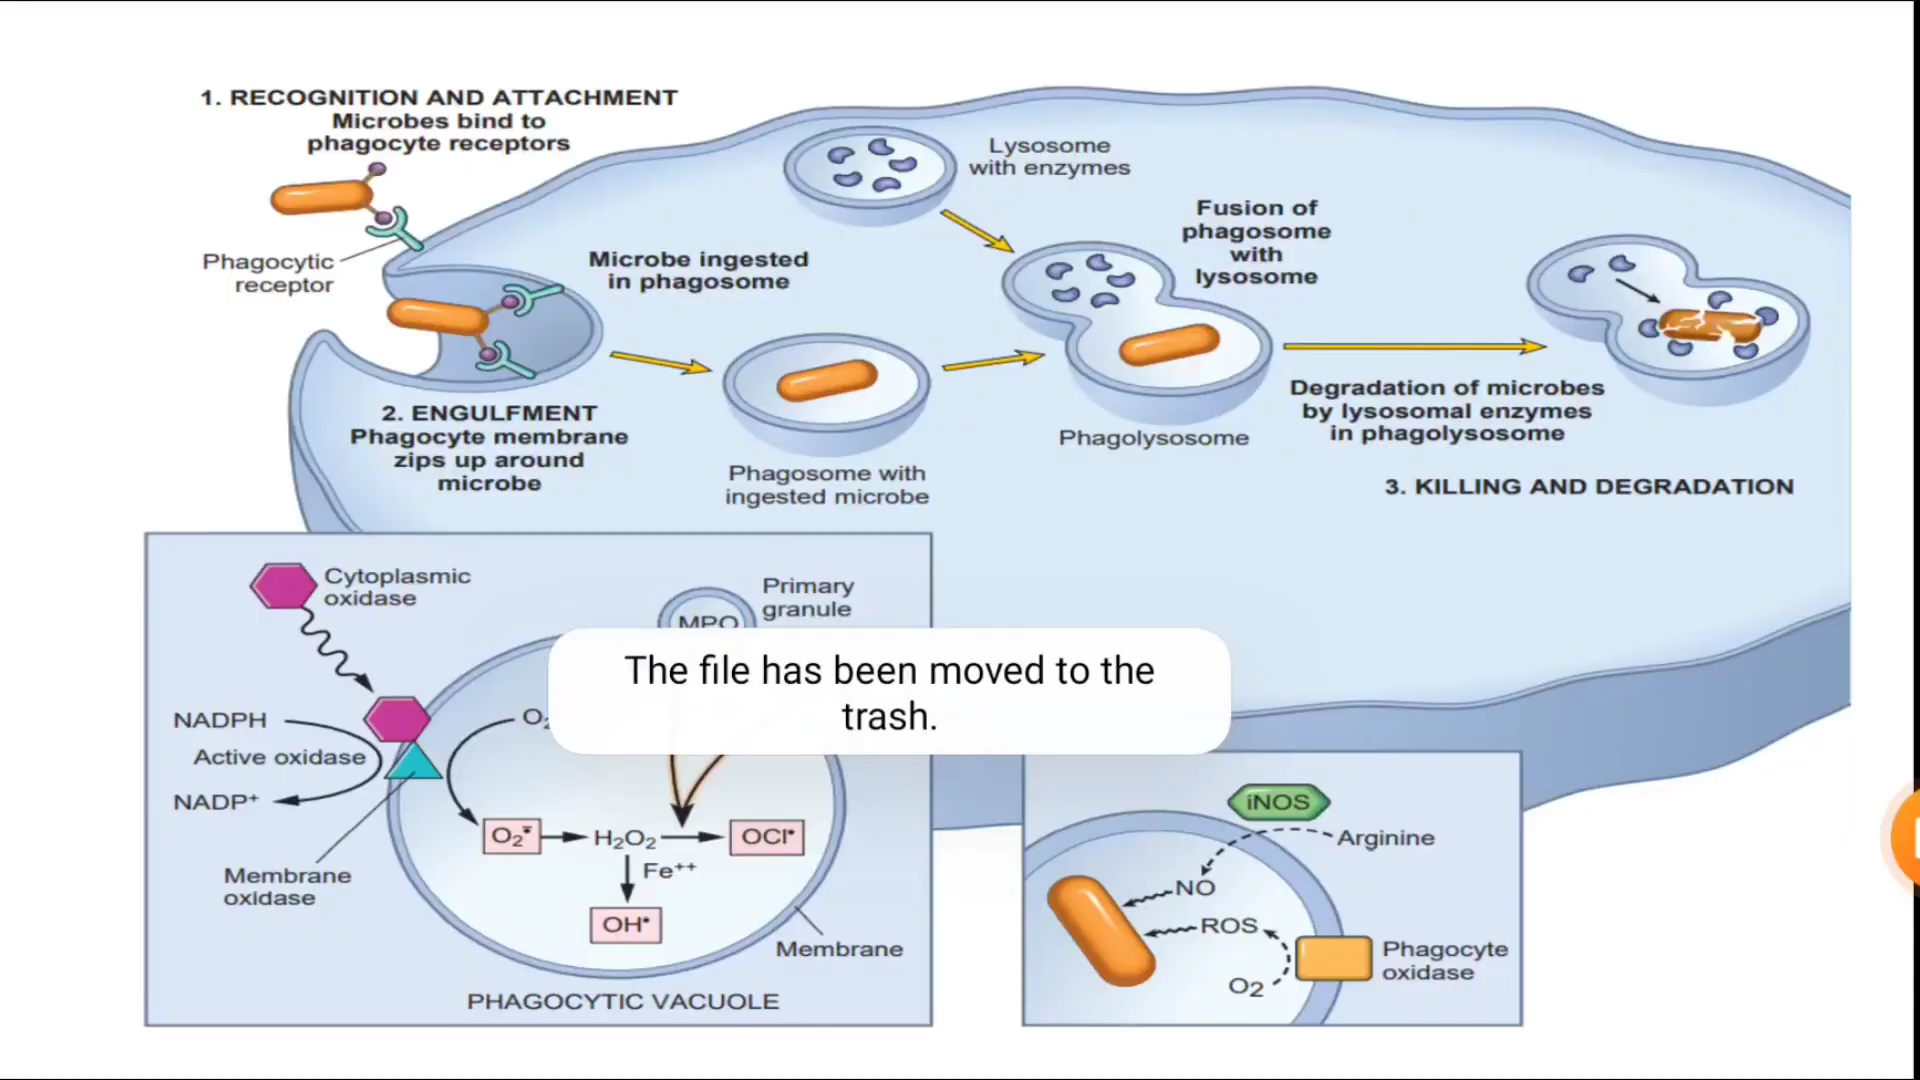 1. RECOGNITION AND ATTACHMENT
Microbes bind to
phagocyte receptors
Lysosome
with enzymes
Fusion of
phagosome
with
lysosome
Phagocytic
receptor
Microbe ingested
in phagosome
2. ENGULFMENT
Phagocyte membrane
zips up around
microbe
Phagosome with
ingested microbe
Phagolysosome
Degradation of microbes
by lysosomal enzymes
in phagolysosome
3. KILLING AND DEGRADATION
Cytoplasmic
oxidase
Primary
granule
MPO
The file has been moved to the
trash.
NADPH
O₂
Active oxidase
NADP⁺
O₂•̄
H₂O₂
OCl•
Fe⁺⁺
OH•
Membrane
oxidase
Membrane
PHAGOCYTIC VACUOLE
iNOS
Arginine
NO
ROS
O₂
Phagocyte
oxidase